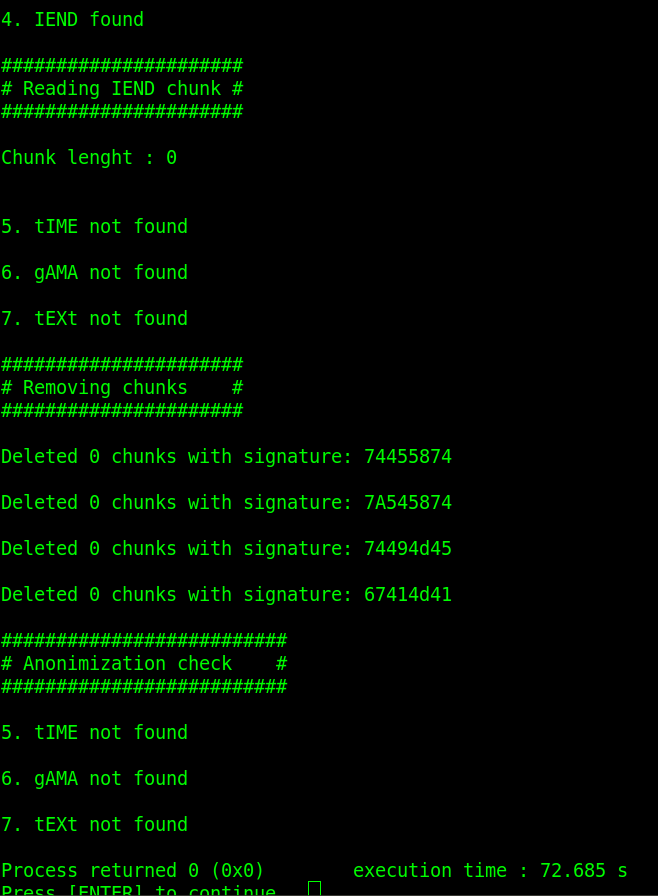 4. IEND found
######################
# Reading IEND chunk #
######################
Chunk lenght : 0
5. tIME not found
6. gAMA not found
7. tEXt not found
######################
# Removing chunks    #
######################
Deleted 0 chunks with signature: 74455874
Deleted 0 chunks with signature: 7A545874
Deleted 0 chunks with signature: 74494d45
Deleted 0 chunks with signature: 67414d41
##########################
# Anonimization check    #
##########################
5. tIME not found
6. gAMA not found
7. tEXt not found
Process returned 0 (0x0)        execution time : 72.685 s
Press [ENTER] to continue